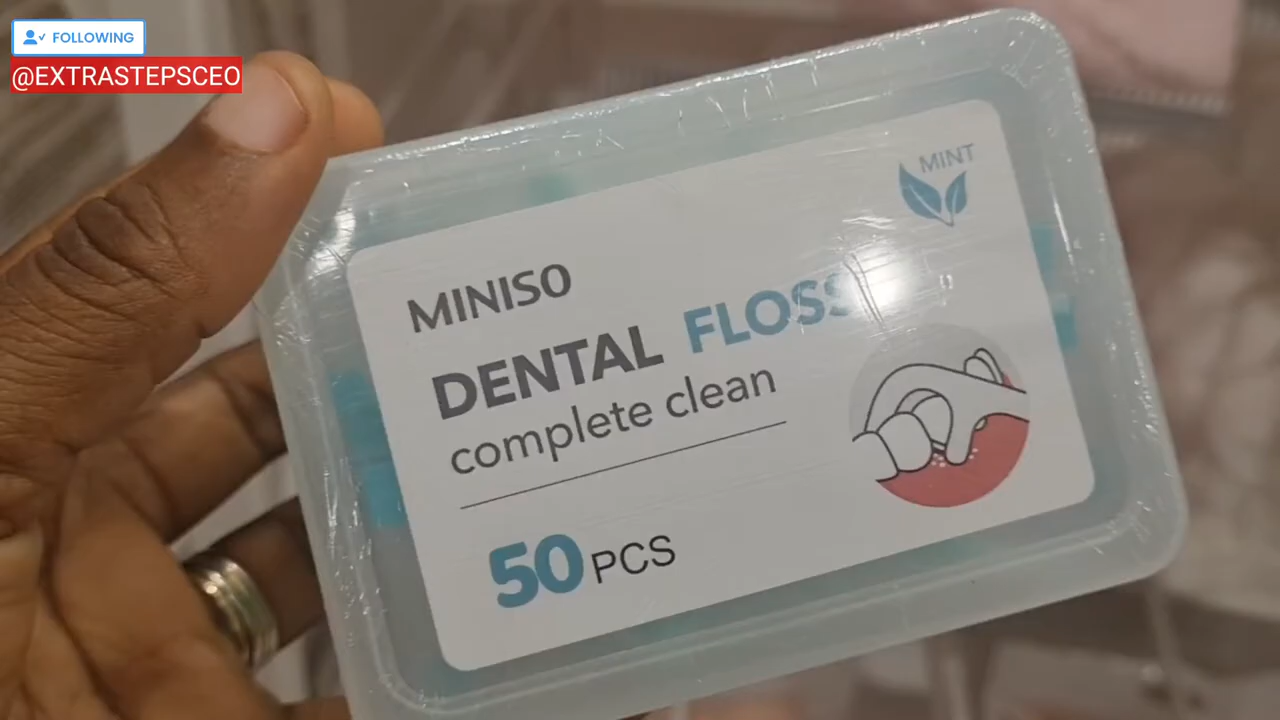 FOLLOWING
@EXTRASTEPSCEO
MINT
MINISO
DENTAL FLOSS
complete clean
50 PCS